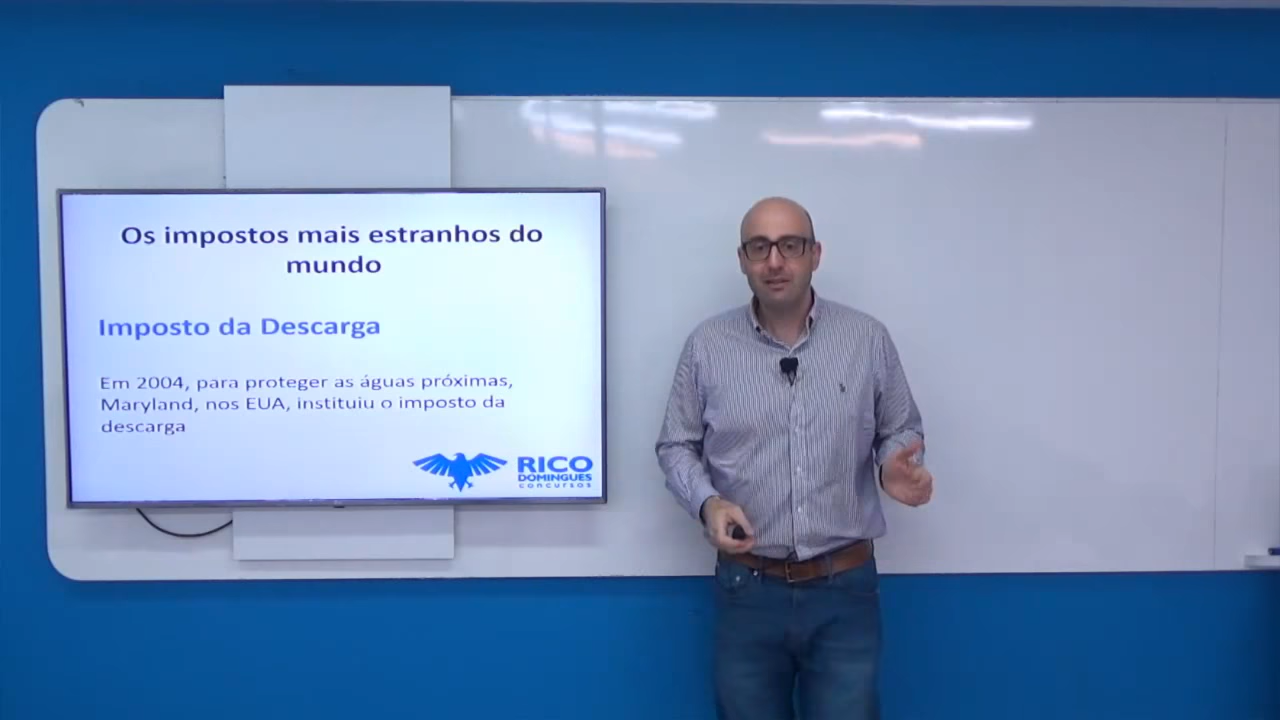 Os impostos mais estranhos do
mundo
Imposto da Descarga
Em 2004, para proteger as águas próximas,
Maryland, nos EUA, instituiu o imposto da
descarga
RICO
DOMINGUES
concursos